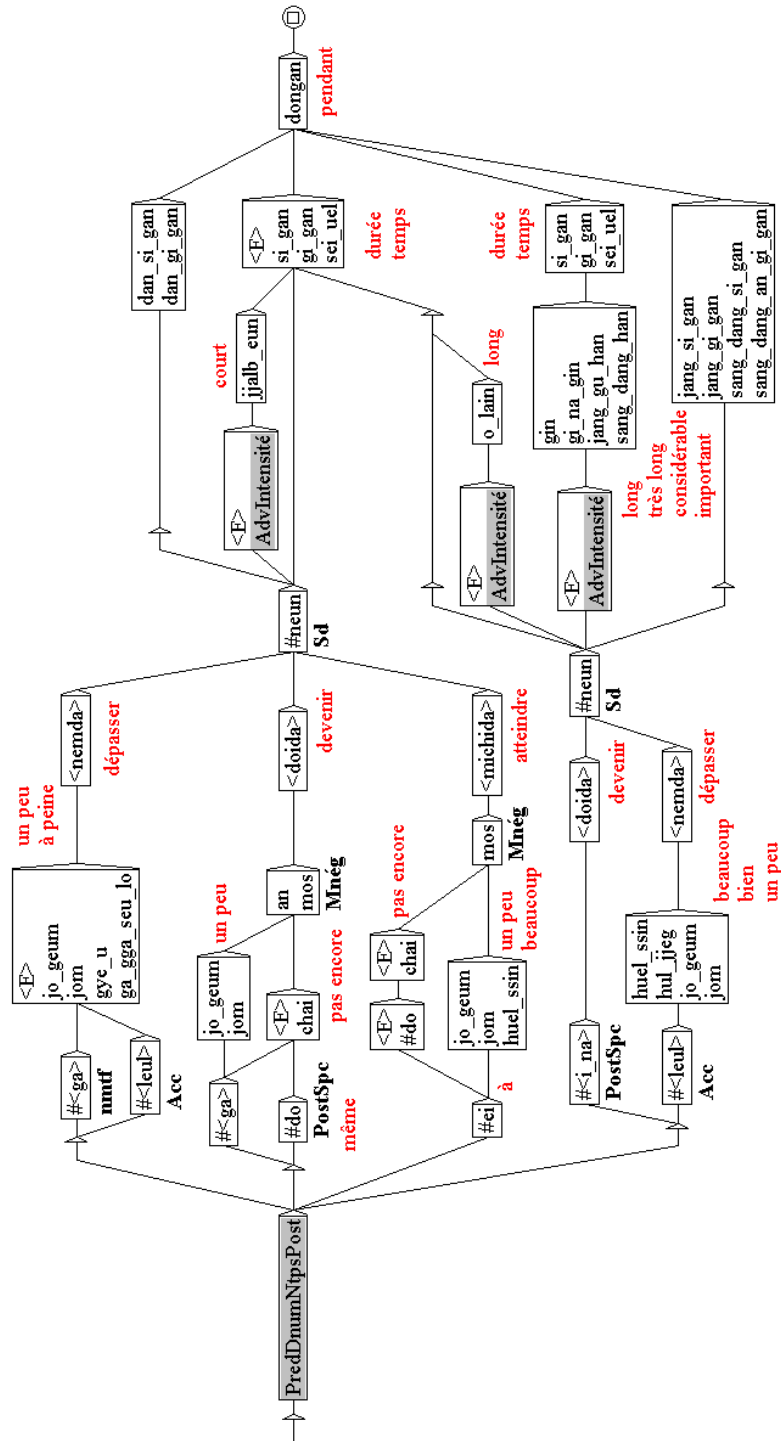 PredDnumNtpsPost
#<ga>
nmtf
#<leul>
Acc
<E>
jo_geum
jom
gye_u
ga_gga_seu_lo
un peu
à peine
<nemda>
dépasser
#<ga>
jo_geum
jom
un peu
#do
PostSpc
même
<E>
chai
pas encore
an
mos
Mnég
<doida>
devenir
#ei
à
<E>
#do
<E>
chai
pas encore
jo_geum
jom
huel_ssin
un peu
beaucoup
mos
Mnég
<michida>
atteindre
#neun
Sd
#<i_na>
PostSpc
<doida>
devenir
#<leul>
Acc
huel_ssin
hul_jjeg
jo_geum
jom
beaucoup
bien
un peu
<nemda>
dépasser
#neun
Sd
dan_si_gan
dan_gi_gan
<E>
AdvIntensité
jjalb_eun
court
<E>
si_gan
gi_gan
sei_uel
durée
temps
<E>
AdvIntensité
o_lain
long
<E>
AdvIntensité
gin
gi_na_gin
jang_gu_han
sang_dang_han
long
très long
considérable
important
si_gan
gi_gan
sei_uel
durée
temps
jang_si_gan
jang_gi_gan
sang_dang_si_gan
sang_dang_an_gi_gan
dongan
pendant